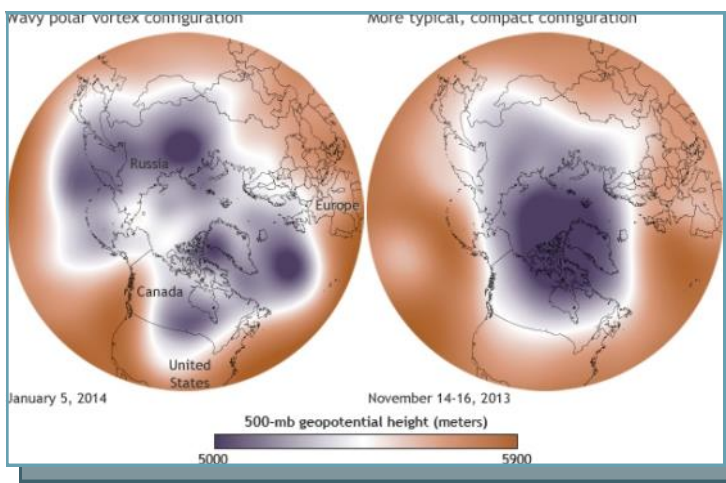 Wavy polar vortex configuration
More typical, compact configuration
Russia
Europe
Canada
United
States
January 5, 2014
November 14-16, 2013
500-mb geopotential height (meters)
5000
5900